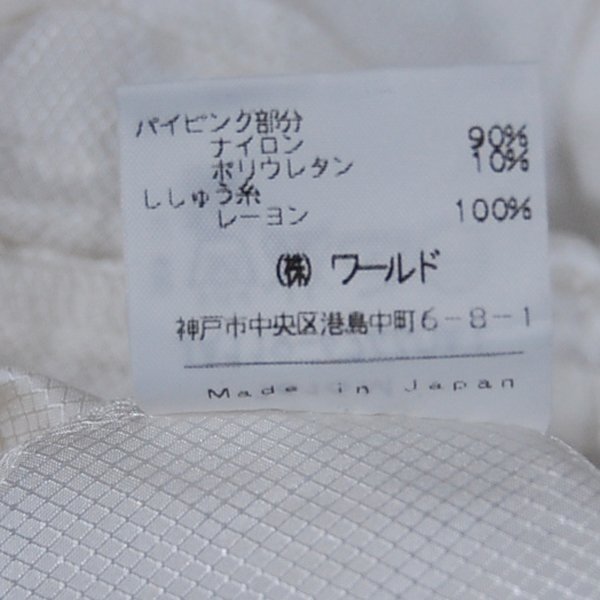 パイピング部分
ナイロン 90%
ポリウレタン 10%
ししゅう糸
レーヨン 100%
(株) ワールド
神戸市中央区港島中町6-8-1
Made in Japan